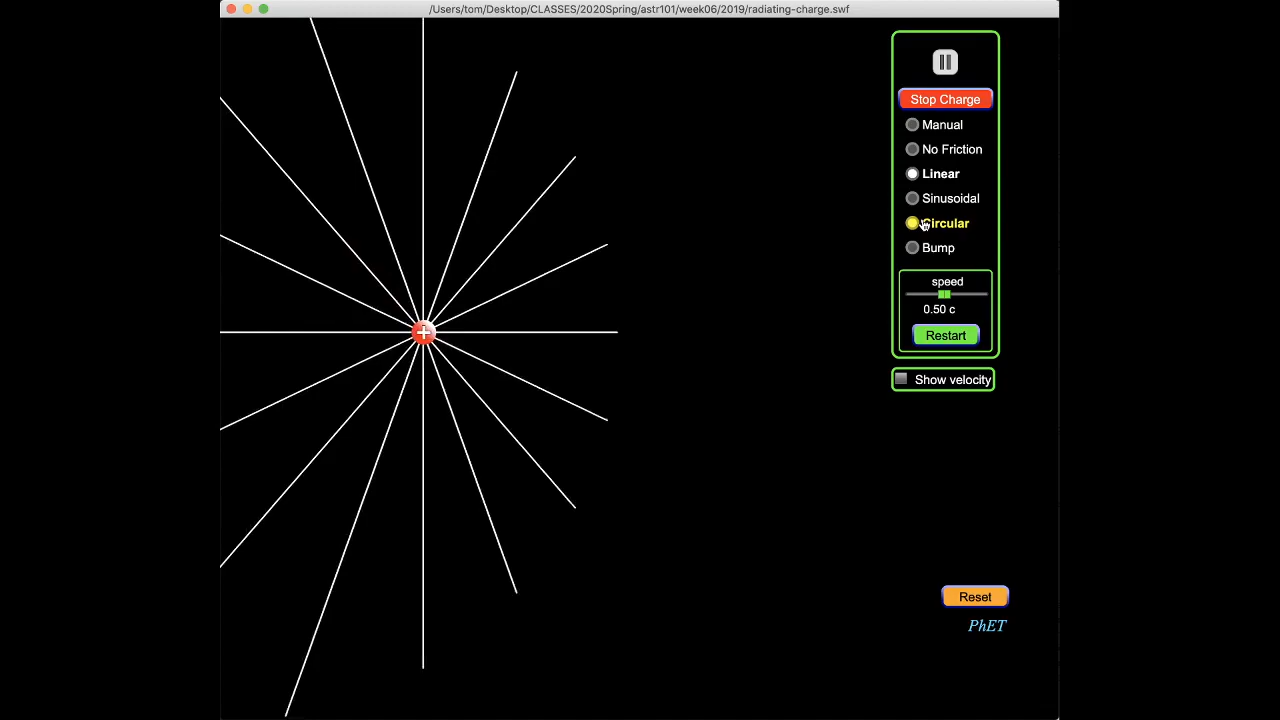 /Users/tom/Desktop/CLASSES/2020Spring/astr101/week06/2019/radiating-charge.swf
Stop Charge
Manual
No Friction
Linear
Sinusoidal
Circular
Bump
speed
0.50 c
Restart
Show velocity
+
Reset
PhET